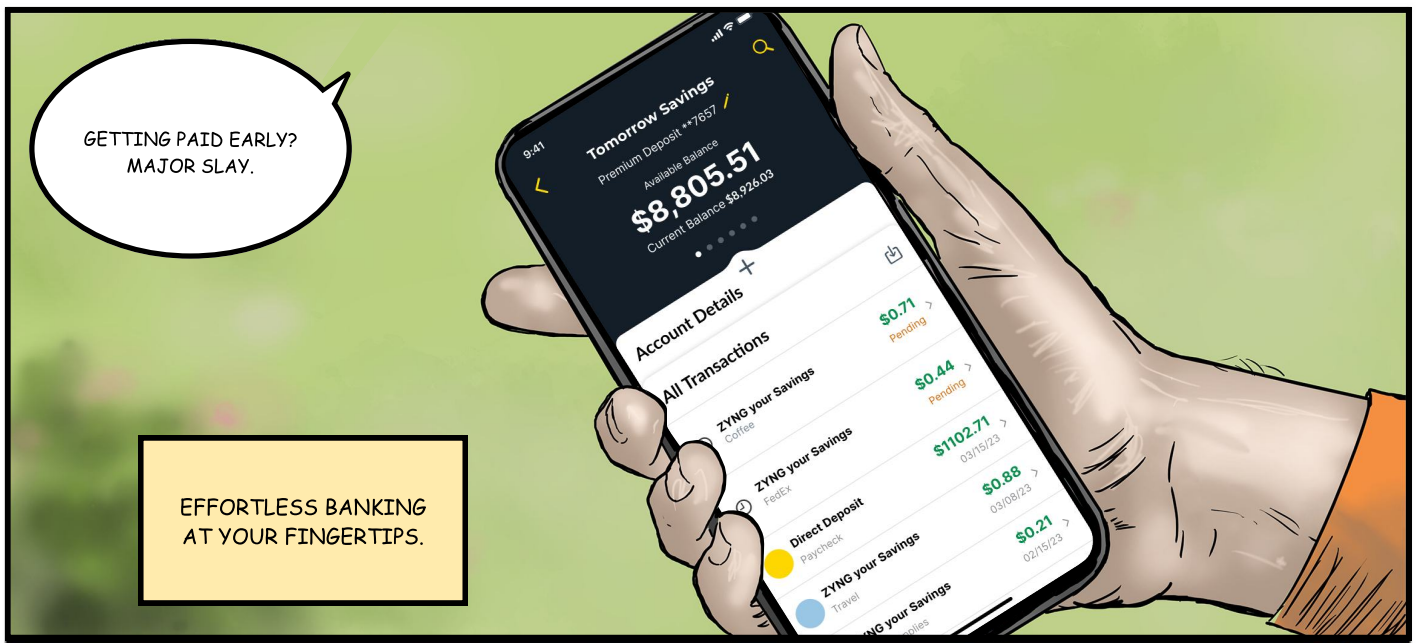 GETTING PAID EARLY?
MAJOR SLAY.
9:41
Tomorrow Savings
Premium Deposit **7657
Available Balance
$8,805.51
Current Balance $8,926.03
Account Details
All Transactions
ZYNG your Savings $0.71
Coffee Pending
ZYNG your Savings $0.44
FedEx Pending
Direct Deposit $1102.71
Paycheck 03/15/23
ZYNG your Savings $0.88
Travel 03/08/23
your Savings $0.21
02/15/23
EFFORTLESS BANKING
AT YOUR FINGERTIPS.